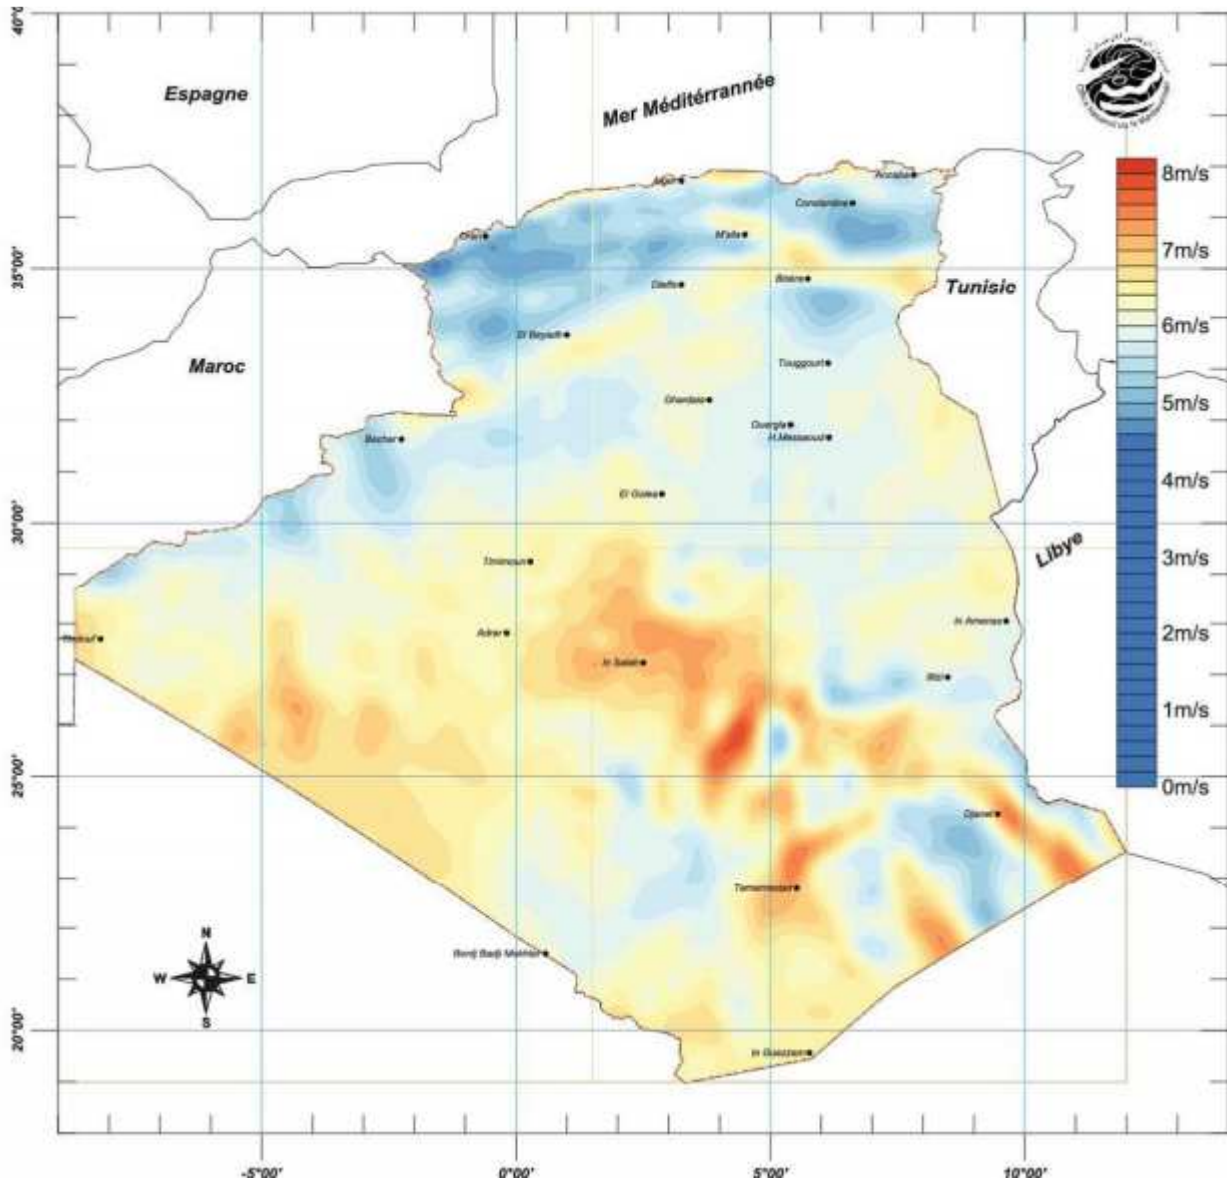 40°0
Espagne
Mer Méditérrannée
8m/s
Alger
Annaba
Constantine
Oran
M'sila
7m/s
35°00'
Biskra
Djelfa
Tunisie
6m/s
El Bayadh
Maroc
Touggourt
5m/s
Ghardaia
Ouergla
H.Messaoud
Bechar
4m/s
El Golea
30°00'
Libye
3m/s
Timimoun
In Amenas
2m/s
Adrar
Tindouf
In Salah
Illizi
1m/s
25°00'
0m/s
Djanet
Tamanrasset
N
Bordj Badji Mokhtar
W
E
S
20°00'
In Guezzam
-5°00'
0°00'
5°00'
10°00'